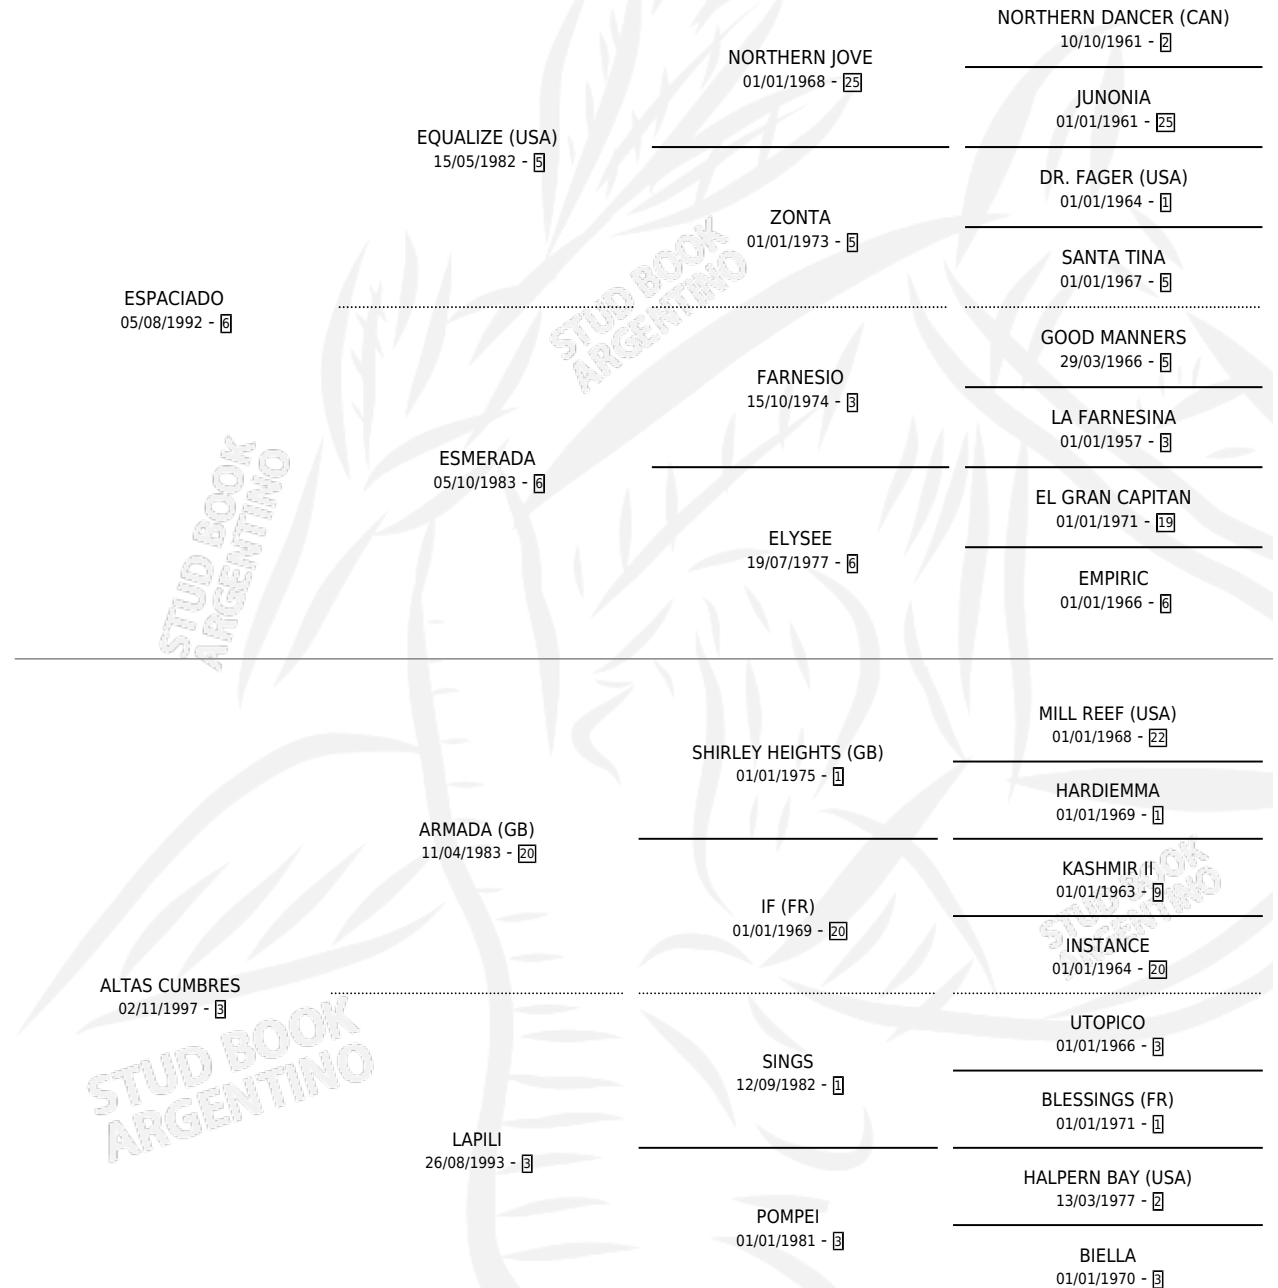 NORTHERN DANCER (CAN)
10/10/1961 - 2
NORTHERN JOVE
01/01/1968 - 25
JUNONIA
01/01/1961 - 25
EQUALIZE (USA)
15/05/1982 - 5
DR. FAGER (USA)
01/01/1964 - 1
ZONTA
01/01/1973 - 5
SANTA TINA
01/01/1967 - 5
ESPACIADO
05/08/1992 - 6
STUD BOOK
ARGENTINO
GOOD MANNERS
29/03/1966 - 5
FARNESIO
15/10/1974 - 3
LA FARNESINA
01/01/1957 - 3
ESMERADA
05/10/1983 - 6
EL GRAN CAPITAN
01/01/1971 - 19
ELYSEE
19/07/1977 - 6
EMPIRIC
01/01/1966 - 6
STUD BOOK
ARGENTINO
MILL REEF (USA)
01/01/1968 - 22
SHIRLEY HEIGHTS (GB)
01/01/1975 - 1
HARDIEMMA
01/01/1969 - 1
ARMADA (GB)
11/04/1983 - 20
KASHMIR II
01/01/1963 - 9
IF (FR)
01/01/1969 - 20
STUD BOOK
ARGENTINO
INSTANCE
01/01/1964 - 20
ALTAS CUMBRES
02/11/1997 - 3
STUD BOOK
ARGENTINO
UTOPICO
01/01/1966 - 3
SINGS
12/09/1982 - 1
BLESSINGS (FR)
01/01/1971 - 1
LAPILI
26/08/1993 - 3
HALPERN BAY (USA)
13/03/1977 - 2
POMPEI
01/01/1981 - 3
BIELLA
01/01/1970 - 3